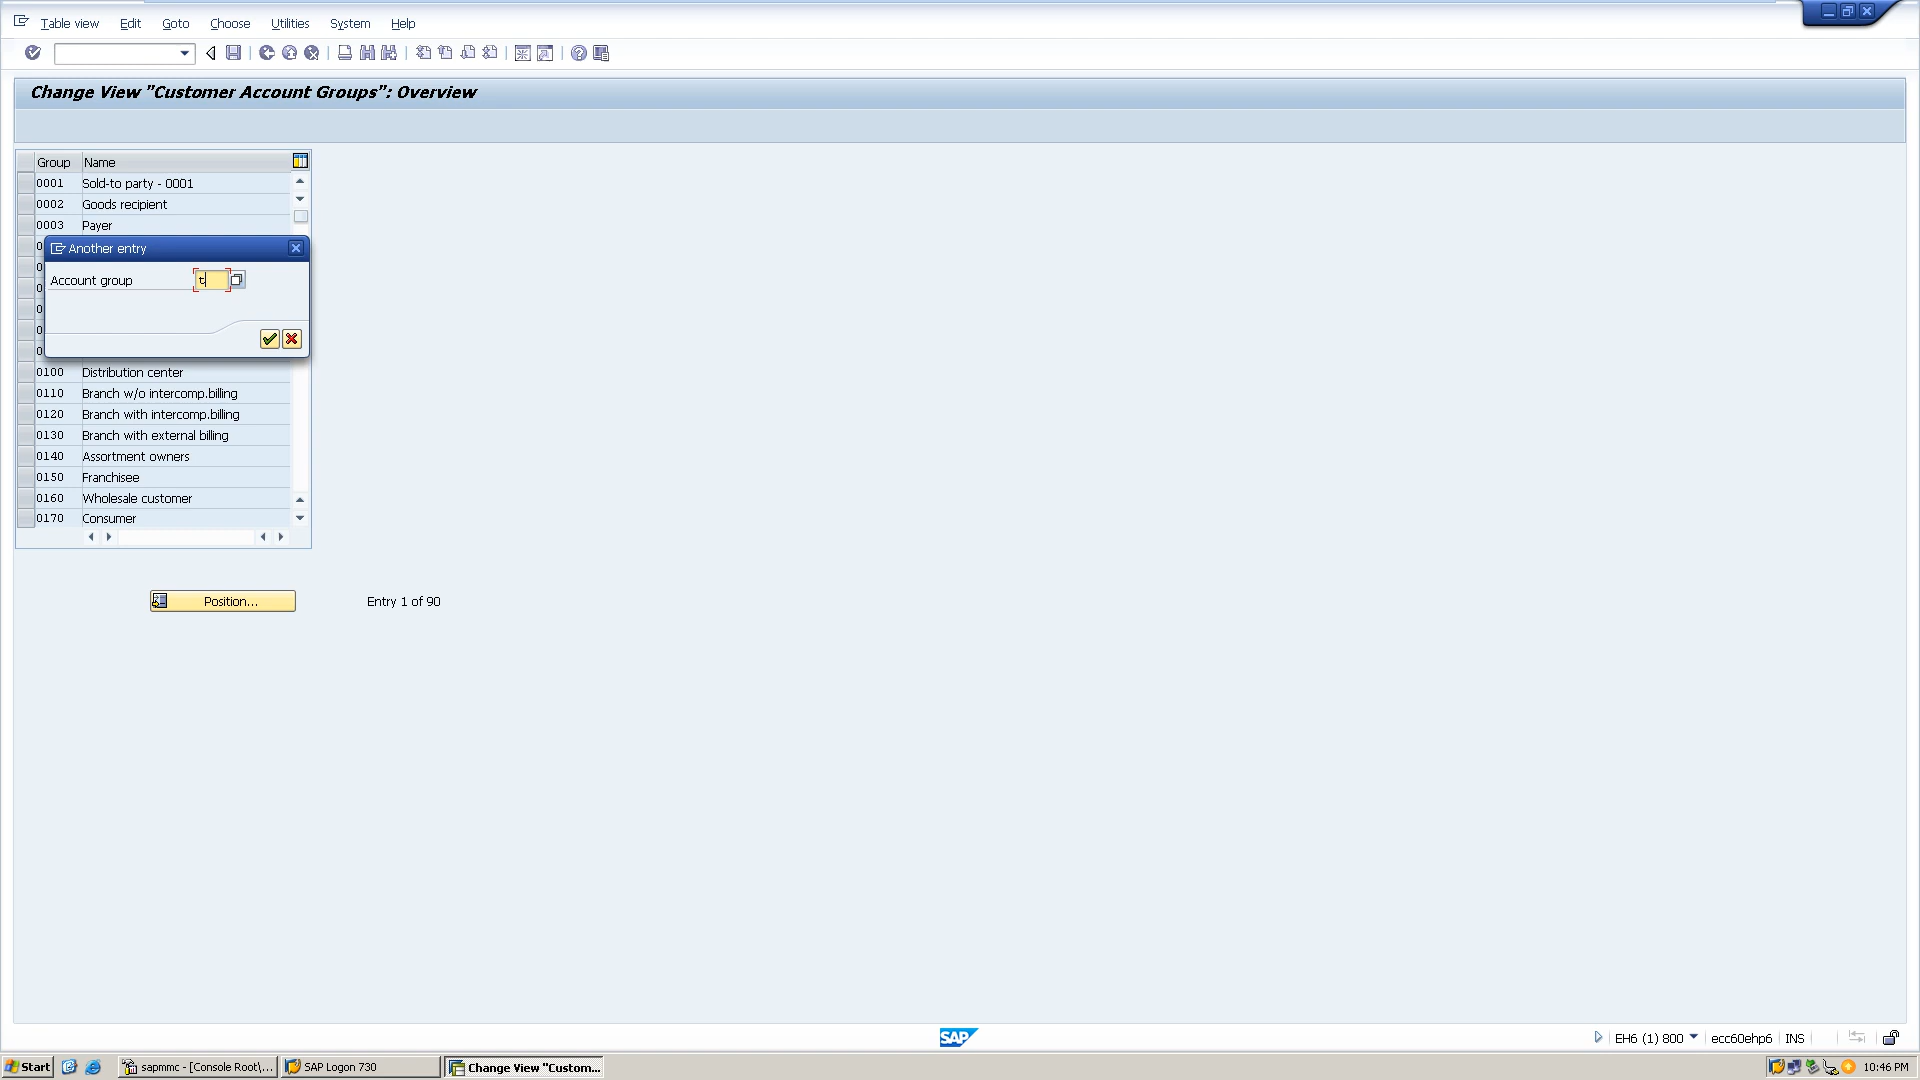 Table view Edit Goto Choose Utilities System Help
Change View "Customer Account Groups": Overview
Group Name
0001 Sold-to party - 0001
0002 Goods recipient
0003 Payer
Another entry
Account group t
0100 Distribution center
0110 Branch w/o intercomp.billing
0120 Branch with intercomp.billing
0130 Branch with external billing
0140 Assortment owners
0150 Franchisee
0160 Wholesale customer
0170 Consumer
Position... Entry 1 of 90
SAP EH6 (1) 800 ecc60ehp6 INS
Start sapmmc - [Console Root\... SAP Logon 730 Change View "Custom... 10:46 PM